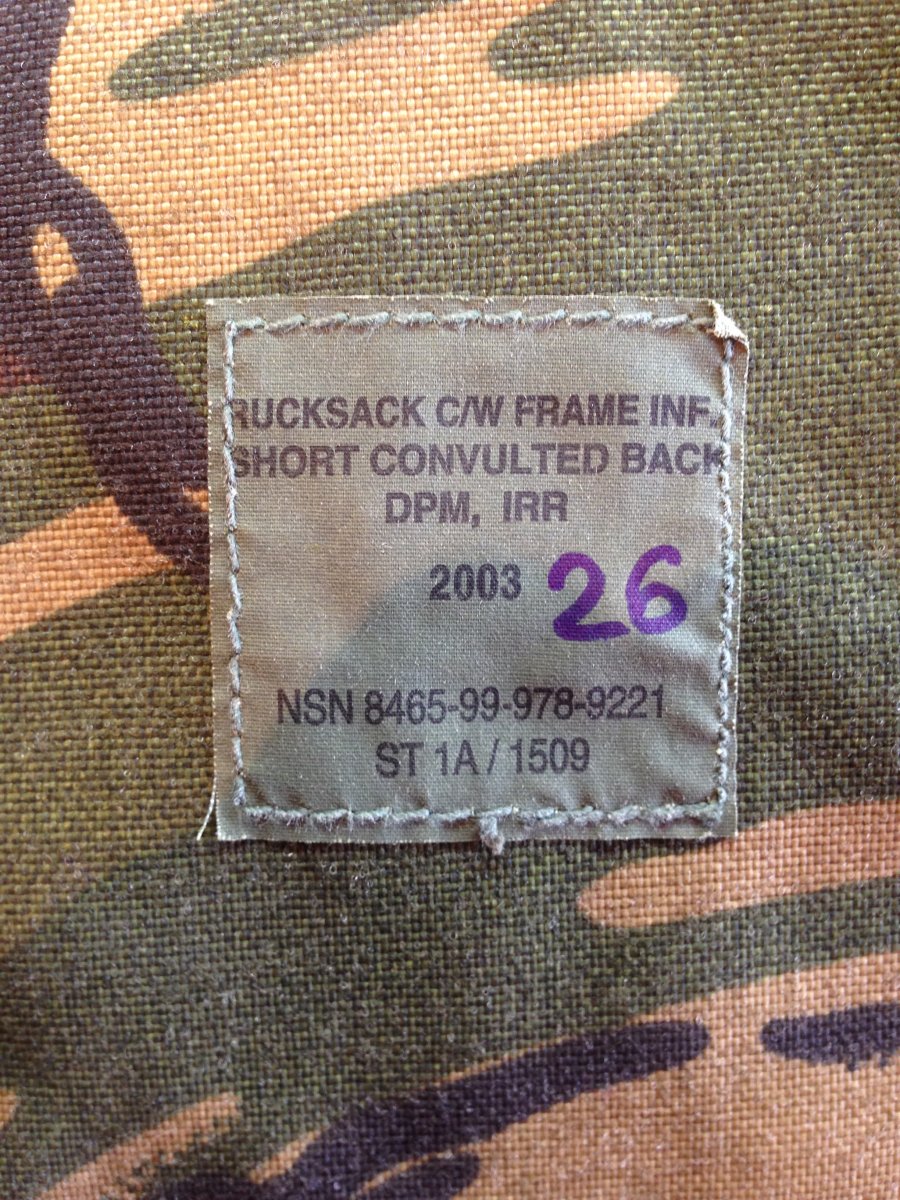 RUCKSACK C/W FRAME INF.
SHORT CONVULTED BACK
DPM, IRR
2003 26
NSN 8465-99-978-9221
ST 1A / 1509